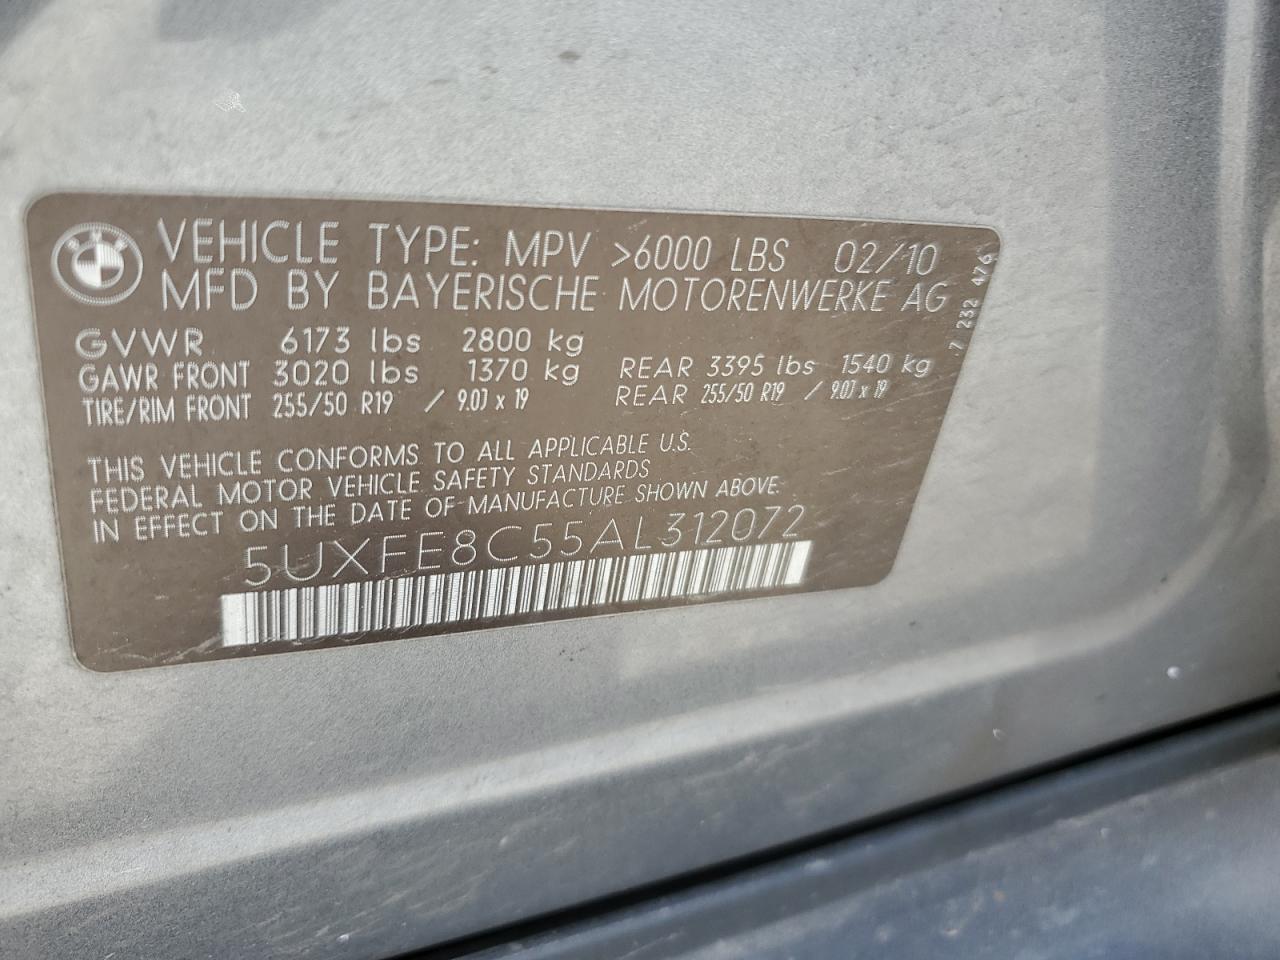 VEHICLE TYPE: MPV >6000 LBS 02/10
MFD BY BAYERISCHE MOTORENWERKE AG
GVWR 6173 lbs 2800 kg
GAWR FRONT 3020 lbs 1370 kg REAR 3395 lbs 1540 kg
TIRE/RIM FRONT 255/50 R19 / 9.0J x 19 REAR 255/50 R19 / 9.0J x 19
THIS VEHICLE CONFORMS TO ALL APPLICABLE U.S.
FEDERAL MOTOR VEHICLE SAFETY STANDARDS
IN EFFECT ON THE DATE OF MANUFACTURE SHOWN ABOVE.
5UXFE8C55AL312072
7 232 476